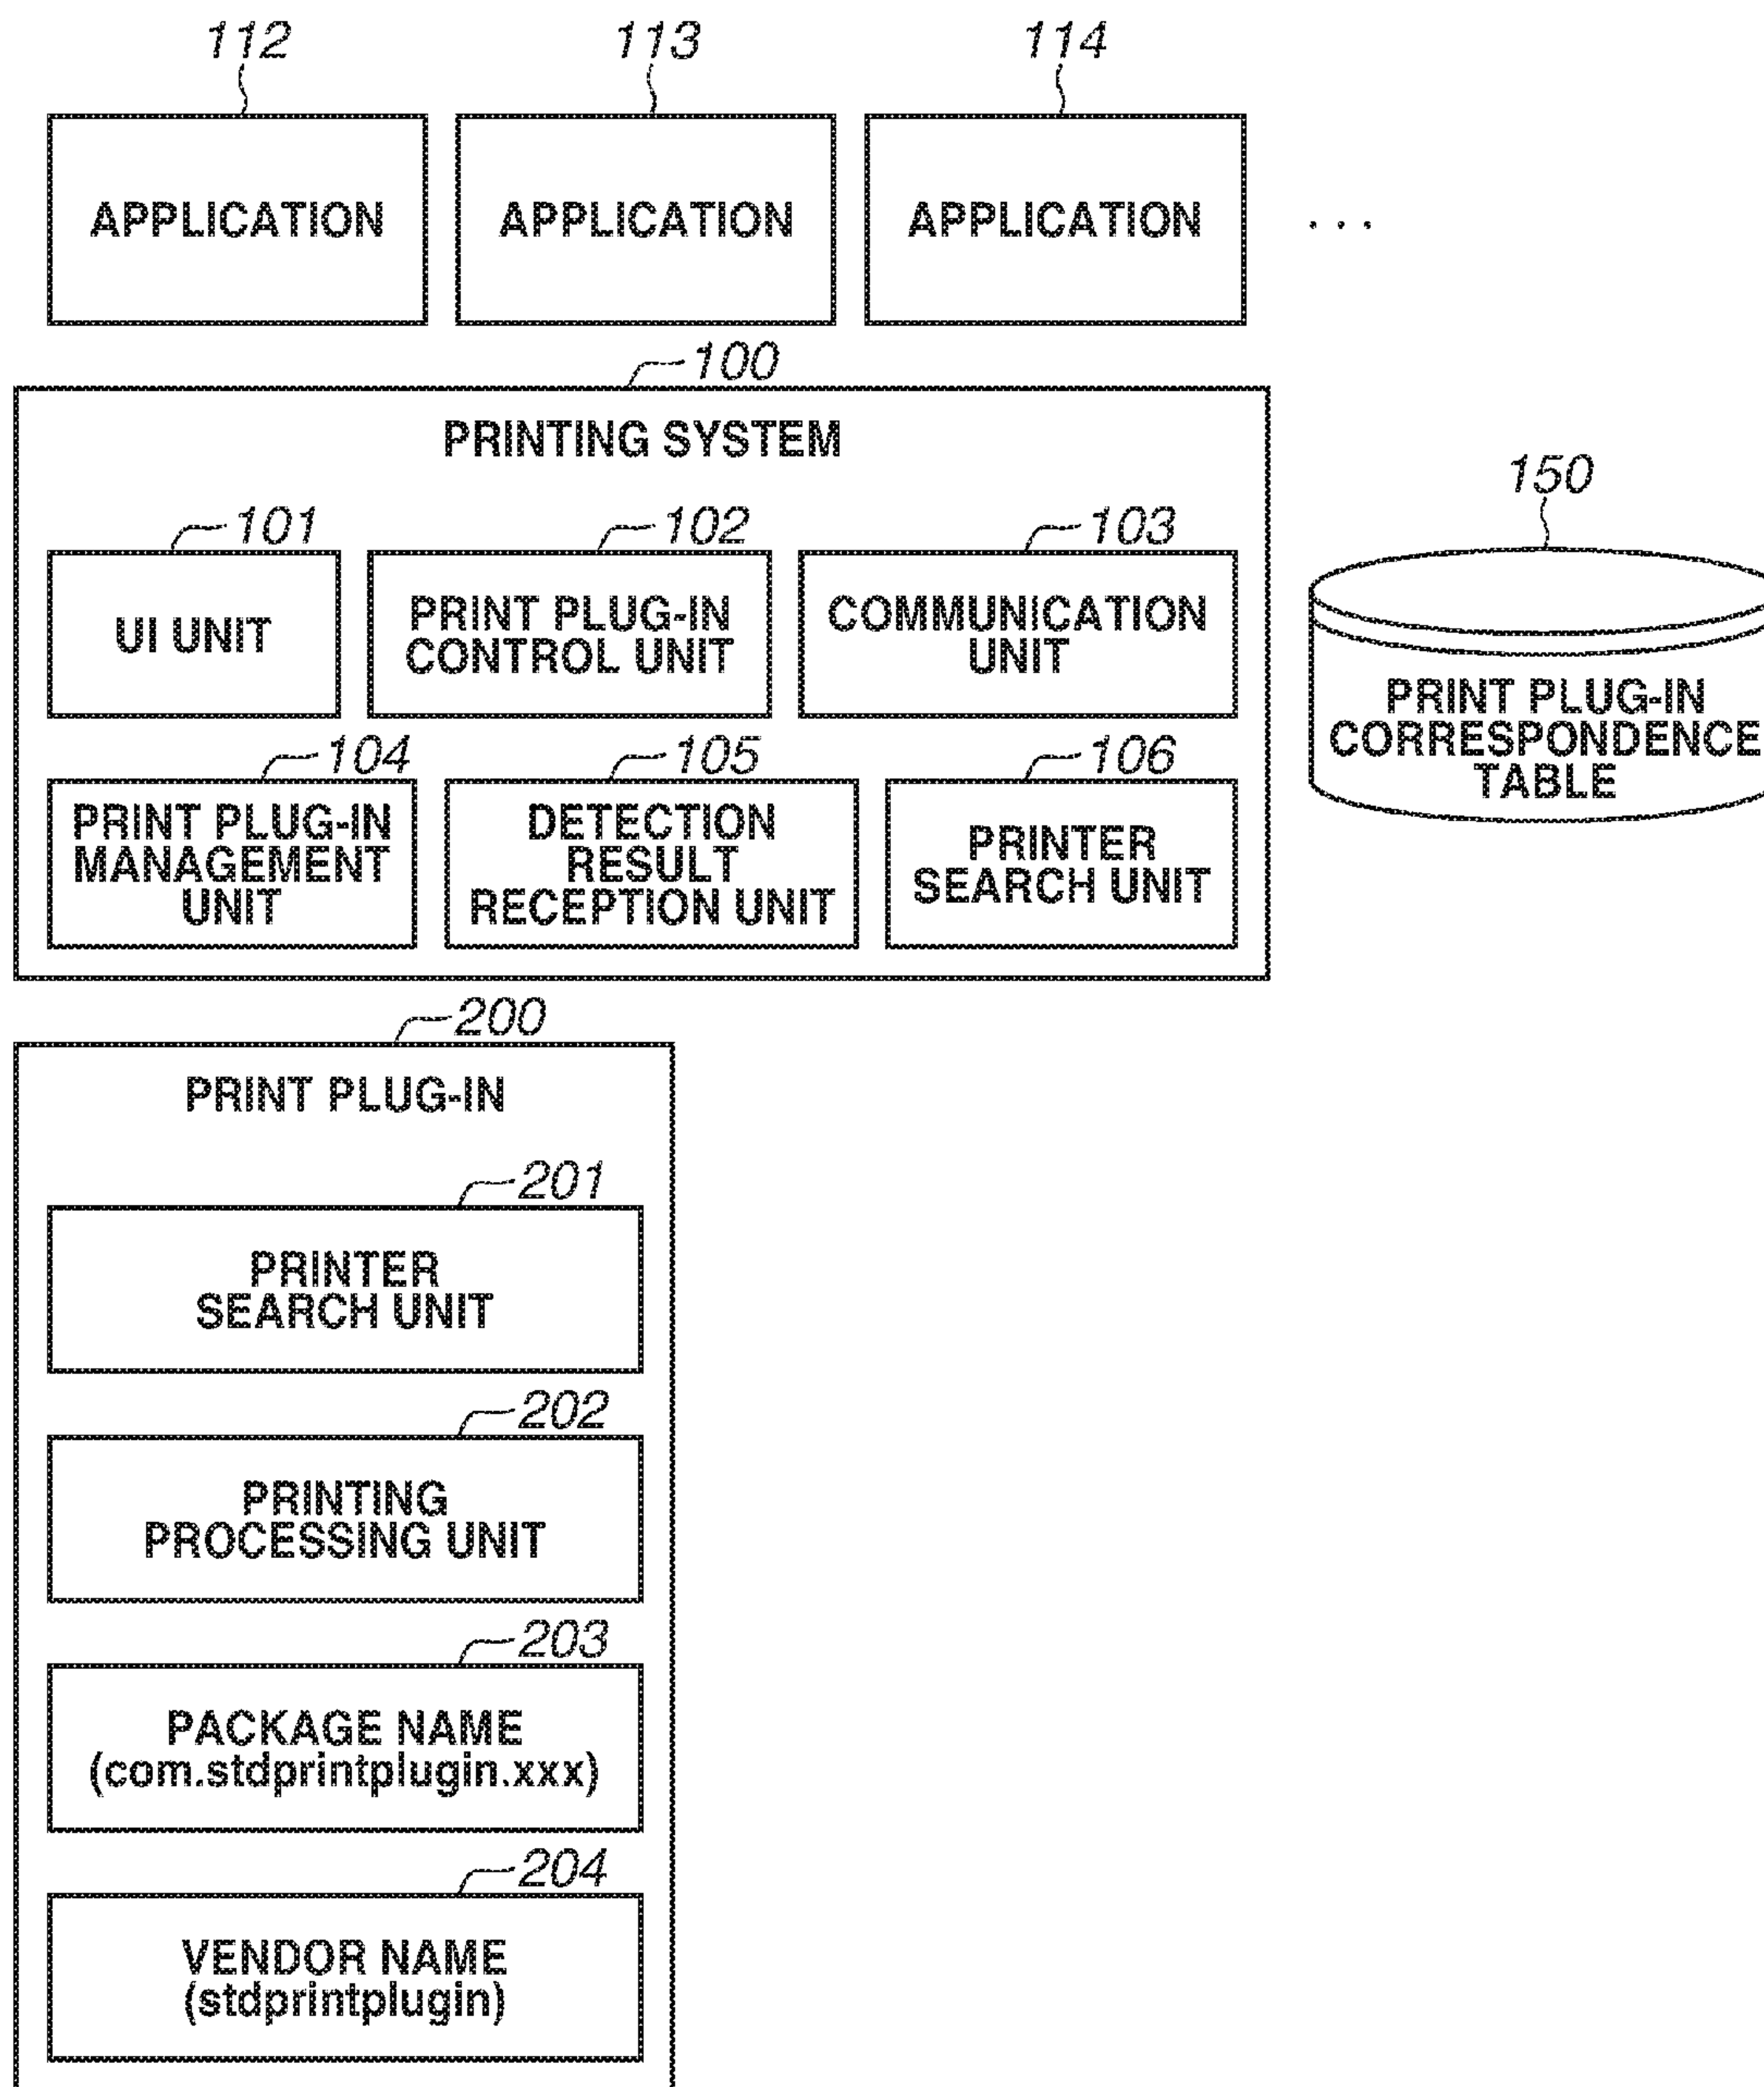 112 113 114
APPLICATION APPLICATION APPLICATION ...
100
PRINTING SYSTEM
101 102 103
UI UNIT
PRINT PLUG-IN
CONTROL UNIT
COMMUNICATION
UNIT
104 105 106
PRINT PLUG-IN
MANAGEMENT
UNIT
DETECTION
RESULT
RECEPTION UNIT
PRINTER
SEARCH UNIT
150
PRINT PLUG-IN
CORRESPONDENCE
TABLE
200
PRINT PLUG-IN
201
PRINTER
SEARCH UNIT
202
PRINTING
PROCESSING UNIT
203
PACKAGE NAME
(com.stdprintplugin.xxx)
204
VENDOR NAME
(stdprintplugin)